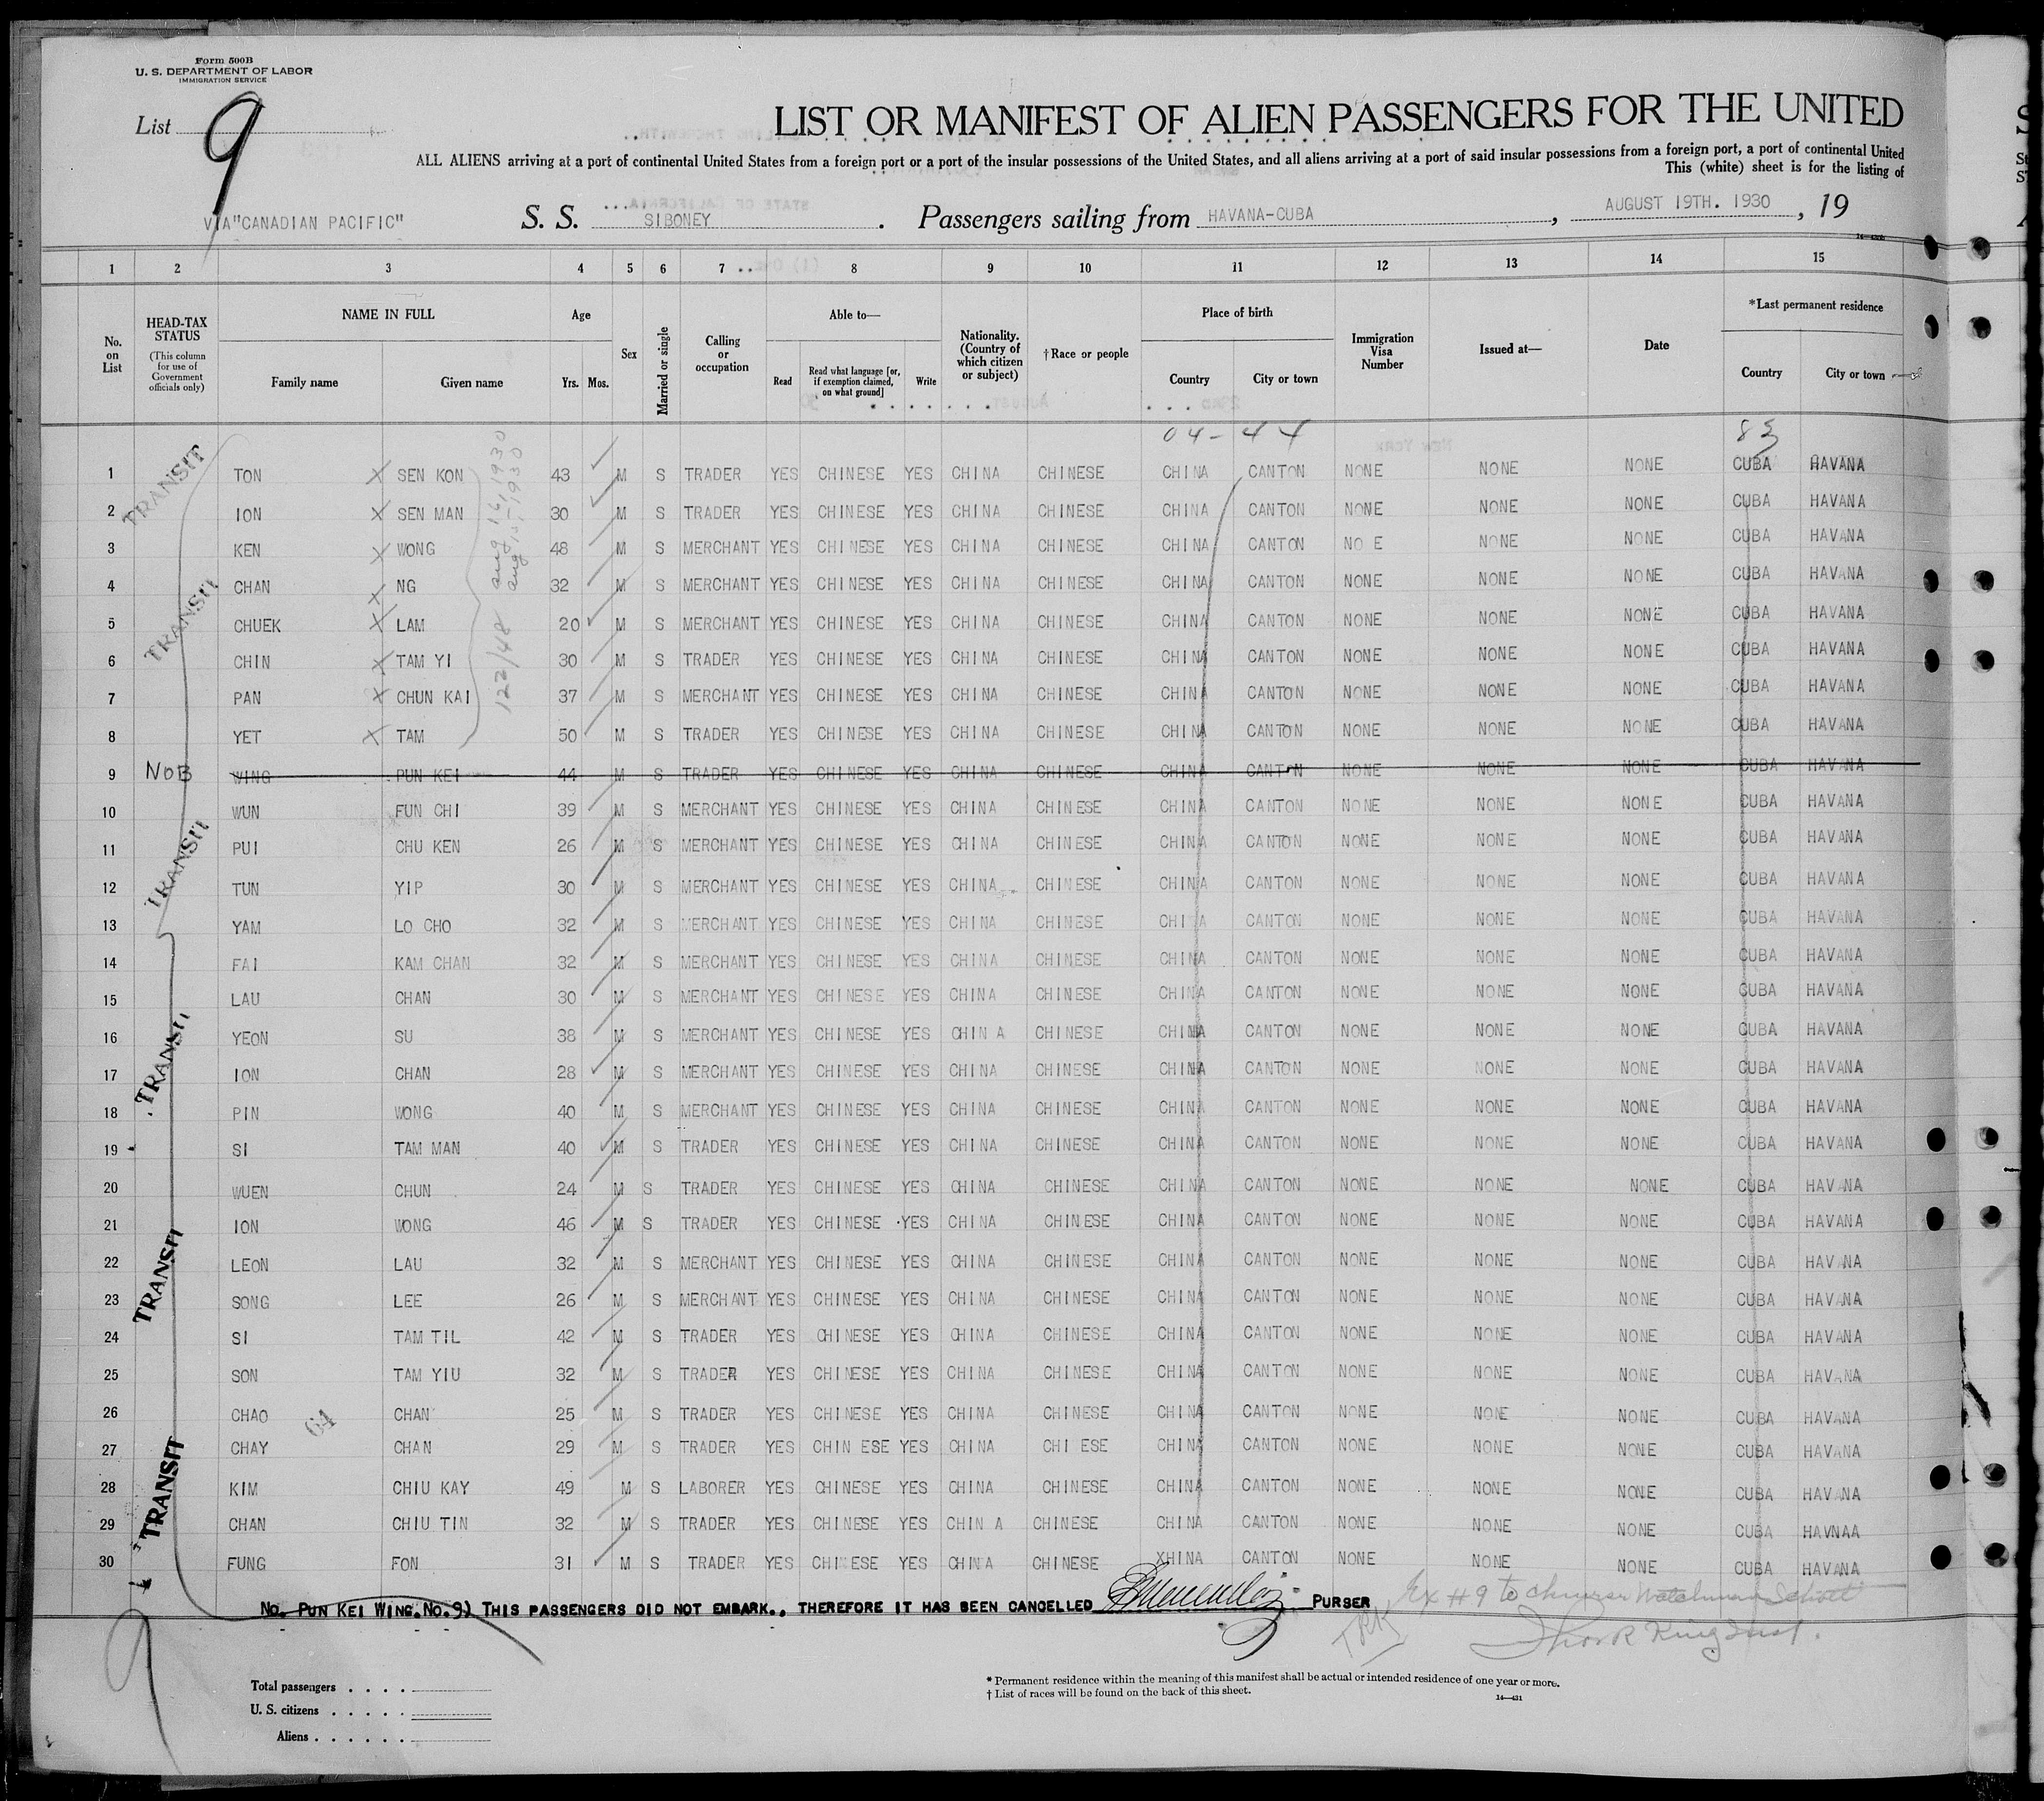 Form 500B
U. S. DEPARTMENT OF LABOR
IMMIGRATION SERVICE
List 9
LIST OR MANIFEST OF ALIEN PASSENGERS FOR THE UNITED
ALL ALIENS arriving at a port of continental United States from a foreign port or a port of the insular possessions of the United States, and all aliens arriving at a port of said insular possessions from a foreign port, a port of continental United
This (white) sheet is for the listing of
VIA"CANADIAN PACIFIC" S. S. SIBONEY . Passengers sailing from HAVANA-CUBA , AUGUST 19TH. 1930 , 19
1 2 3 4 5 6 7 8 9 10 11 12 13 14 15
No. on List
HEAD-TAX STATUS (This column for use of Government officials only)
NAME IN FULL Family name Given name
Age Yrs. Mos.
Sex
Married or single
Calling or occupation
Able to— Read Read what language [or, if exemption claimed, on what ground] Write
Nationality. (Country of which citizen or subject)
†Race or people
Place of birth Country City or town
Immigration Visa Number
Issued at—
Date
*Last permanent residence Country City or town
04-44 83
TRANSIT
TRANSIT
TRANSIT
TRANSIT
TRANSIT
TRANSIT
122/48 aug 16, 1930
aug 15, 1930
1 TON X SEN KON 43 M S TRADER YES CHINESE YES CHINA CHINESE CHINA CANTON NONE NONE NONE CUBA HAVANA
2 ION X SEN MAN 30 M S TRADER YES CHINESE YES CHINA CHINESE CHINA CANTON NONE NONE NONE CUBA HAVANA
3 KEN X WONG 48 M S MERCHANT YES CHINESE YES CHINA CHINESE CHINA CANTON NO E NONE NONE CUBA HAVANA
4 CHAN X NG 32 M S MERCHANT YES CHINESE YES CHINA CHINESE CHINA CANTON NONE NONE NONE CUBA HAVANA
5 CHUEK X LAM 20 M S MERCHANT YES CHINESE YES CHINA CHINESE CHINA CANTON NONE NONE NONE CUBA HAVANA
6 CHIN X TAM YI 30 M S TRADER YES CHINESE YES CHINA CHINESE CHINA CANTON NONE NONE NONE CUBA HAVANA
7 PAN X CHUN KAI 37 M S MERCHANT YES CHINESE YES CHINA CHINESE CHINA CANTON NONE NONE NONE CUBA HAVANA
8 YET X TAM 50 M S TRADER YES CHINESE YES CHINA CHINESE CHINA CANTON NONE NONE NONE CUBA HAVANA
9 NOB WING PUN KEI 44 M S TRADER YES CHINESE YES CHINA CHINESE CHINA CANTON NONE NONE NONE CUBA HAVANA
10 WUN FUN CHI 39 M S MERCHANT YES CHINESE YES CHINA CHINESE CHINA CANTON NONE NONE NONE CUBA HAVANA
11 PUI CHU KEN 26 M S MERCHANT YES CHINESE YES CHINA CHINESE CHINA CANTON NONE NONE NONE CUBA HAVANA
12 TUN YIP 30 M S MERCHANT YES CHINESE YES CHINA CHINESE CHINA CANTON NONE NONE NONE CUBA HAVANA
13 YAM LO CHO 32 M S MERCHANT YES CHINESE YES CHINA CHINESE CHINA CANTON NONE NONE NONE CUBA HAVANA
14 FAI KAM CHAN 32 M S MERCHANT YES CHINESE YES CHINA CHINESE CHINA CANTON NONE NONE NONE CUBA HAVANA
15 LAU CHAN 30 M S MERCHANT YES CHINESE YES CHINA CHINESE CHINA CANTON NONE NONE NONE CUBA HAVANA
16 YEON SU 38 M S MERCHANT YES CHINESE YES CHIN A CHINESE CHINA CANTON NONE NONE NONE CUBA HAVANA
17 ION CHAN 28 M S MERCHANT YES CHINESE YES CHINA CHINESE CHINA CANTON NONE NONE NONE CUBA HAVANA
18 PIN WONG 40 M S MERCHANT YES CHINESE YES CHINA CHINESE CHINA CANTON NONE NONE NONE CUBA HAVANA
19 SI TAM MAN 40 M S TRADER YES CHINESE YES CHINA CHINESE CHINA CANTON NONE NONE NONE CUBA HAVANA
20 WUEN CHUN 24 M S TRADER YES CHINESE YES CHINA CHINESE CHINA CANTON NONE NONE NONE CUBA HAVANA
21 ION WONG 46 M S TRADER YES CHINESE YES CHINA CHINESE CHINA CANTON NONE NONE NONE CUBA HAVANA
22 LEON LAU 32 M S MERCHANT YES CHINESE YES CHINA CHINESE CHINA CANTON NONE NONE NONE CUBA HAVANA
23 SONG LEE 26 M S MERCHANT YES CHINESE YES CHINA CHINESE CHINA CANTON NONE NONE NONE CUBA HAVANA
24 SI TAM TIL 42 M S TRADER YES CHINESE YES CHINA CHINESE CHINA CANTON NONE NONE NONE CUBA HAVANA
25 SON TAM YIU 32 M S TRADER YES CHINESE YES CHINA CHINESE CHINA CANTON NONE NONE NONE CUBA HAVANA
26 CHAO 64 CHAN 25 M S TRADER YES CHINESE YES CHINA CHINESE CHINA CANTON NONE NONE NONE CUBA HAVANA
27 CHAY CHAN 29 M S TRADER YES CHIN ESE YES CHINA CHI ESE CHINA CANTON NONE NONE NONE CUBA HAVANA
28 KIM CHIU KAY 49 M S LABORER YES CHINESE YES CHINA CHINESE CHINA CANTON NONE NONE NONE CUBA HAVANA
29 CHAN CHIU TIN 32 M S TRADER YES CHINESE YES CHIN A CHINESE CHINA CANTON NONE NONE NONE CUBA HAVNAA
30 FUNG FON 31 M S TRADER YES CHINESE YES CHINA CHINESE XHINA CANTON NONE NONE NONE CUBA HAVANA
No. PUN KEI WING. No. 9) THIS PASSENGERS DID NOT EMBARK., THEREFORE IT HAS BEEN CANCELLED PURSER
Ex #9 to Watchman
King Insp.
9
Total passengers . . . .
U. S. citizens . . . . .
Aliens . . . . . .
* Permanent residence within the meaning of this manifest shall be actual or intended residence of one year or more.
† List of races will be found on the back of this sheet.
14—431